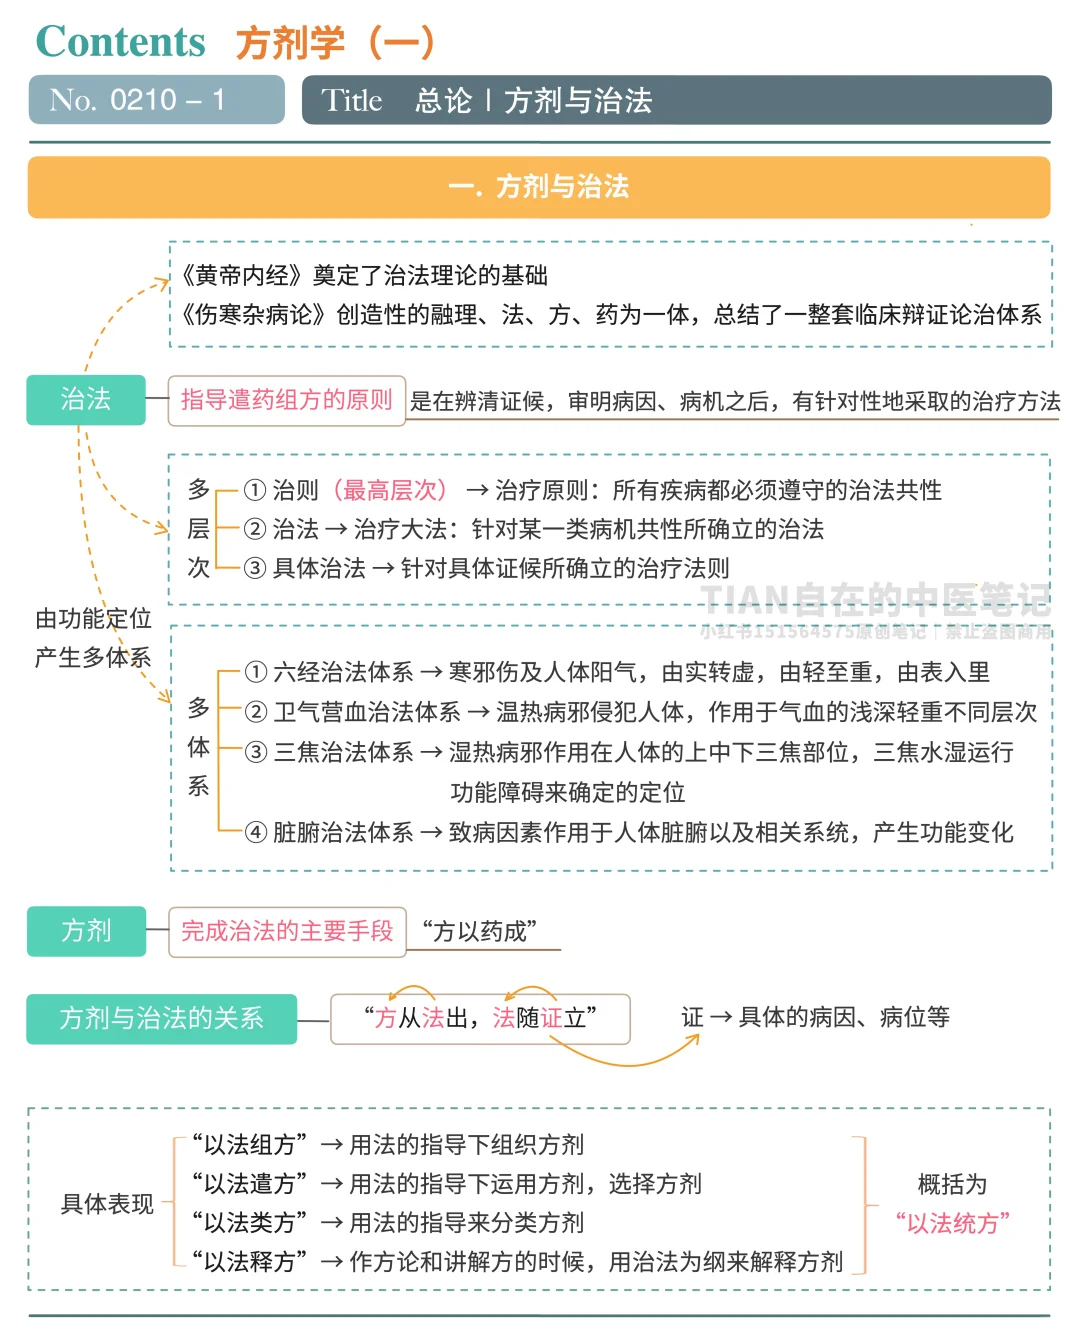 Contents 方剂学（一）
No. 0210 – 1
Title 总论 | 方剂与治法
一. 方剂与治法
《黄帝内经》奠定了治法理论的基础
《伤寒杂病论》创造性的融理、法、方、药为一体，总结了一整套临床辩证论治体系
治法
指导遣药组方的原则
是在辨清证候，审明病因、病机之后，有针对性地采取的治疗方法
多层次
① 治则（最高层次）→ 治疗原则：所有疾病都必须遵守的治法共性
② 治法 → 治疗大法：针对某一类病机共性所确立的治法
③ 具体治法 → 针对具体证候所确立的治疗法则
TIAN自在的中医笔记
小红书151564575原创笔记 | 禁止盗图商用
由功能定位
产生多体系
多体系
① 六经治法体系 → 寒邪伤及人体阳气，由实转虚，由轻至重，由表入里
② 卫气营血治法体系 → 温热病邪侵犯人体，作用于气血的浅深轻重不同层次
③ 三焦治法体系 → 湿热病邪作用在人体的上中下三焦部位，三焦水湿运行
功能障碍来确定的定位
④ 脏腑治法体系 → 致病因素作用于人体脏腑以及相关系统，产生功能变化
方剂
完成治法的主要手段
“方以药成”
方剂与治法的关系
“方从法出，法随证立”
证 → 具体的病因、病位等
具体表现
“以法组方” → 用法的指导下组织方剂
“以法遣方” → 用法的指导下运用方剂，选择方剂
“以法类方” → 用法的指导来分类方剂
“以法释方” → 作方论和讲解方的时候，用治法为纲来解释方剂
概括为
“以法统方”